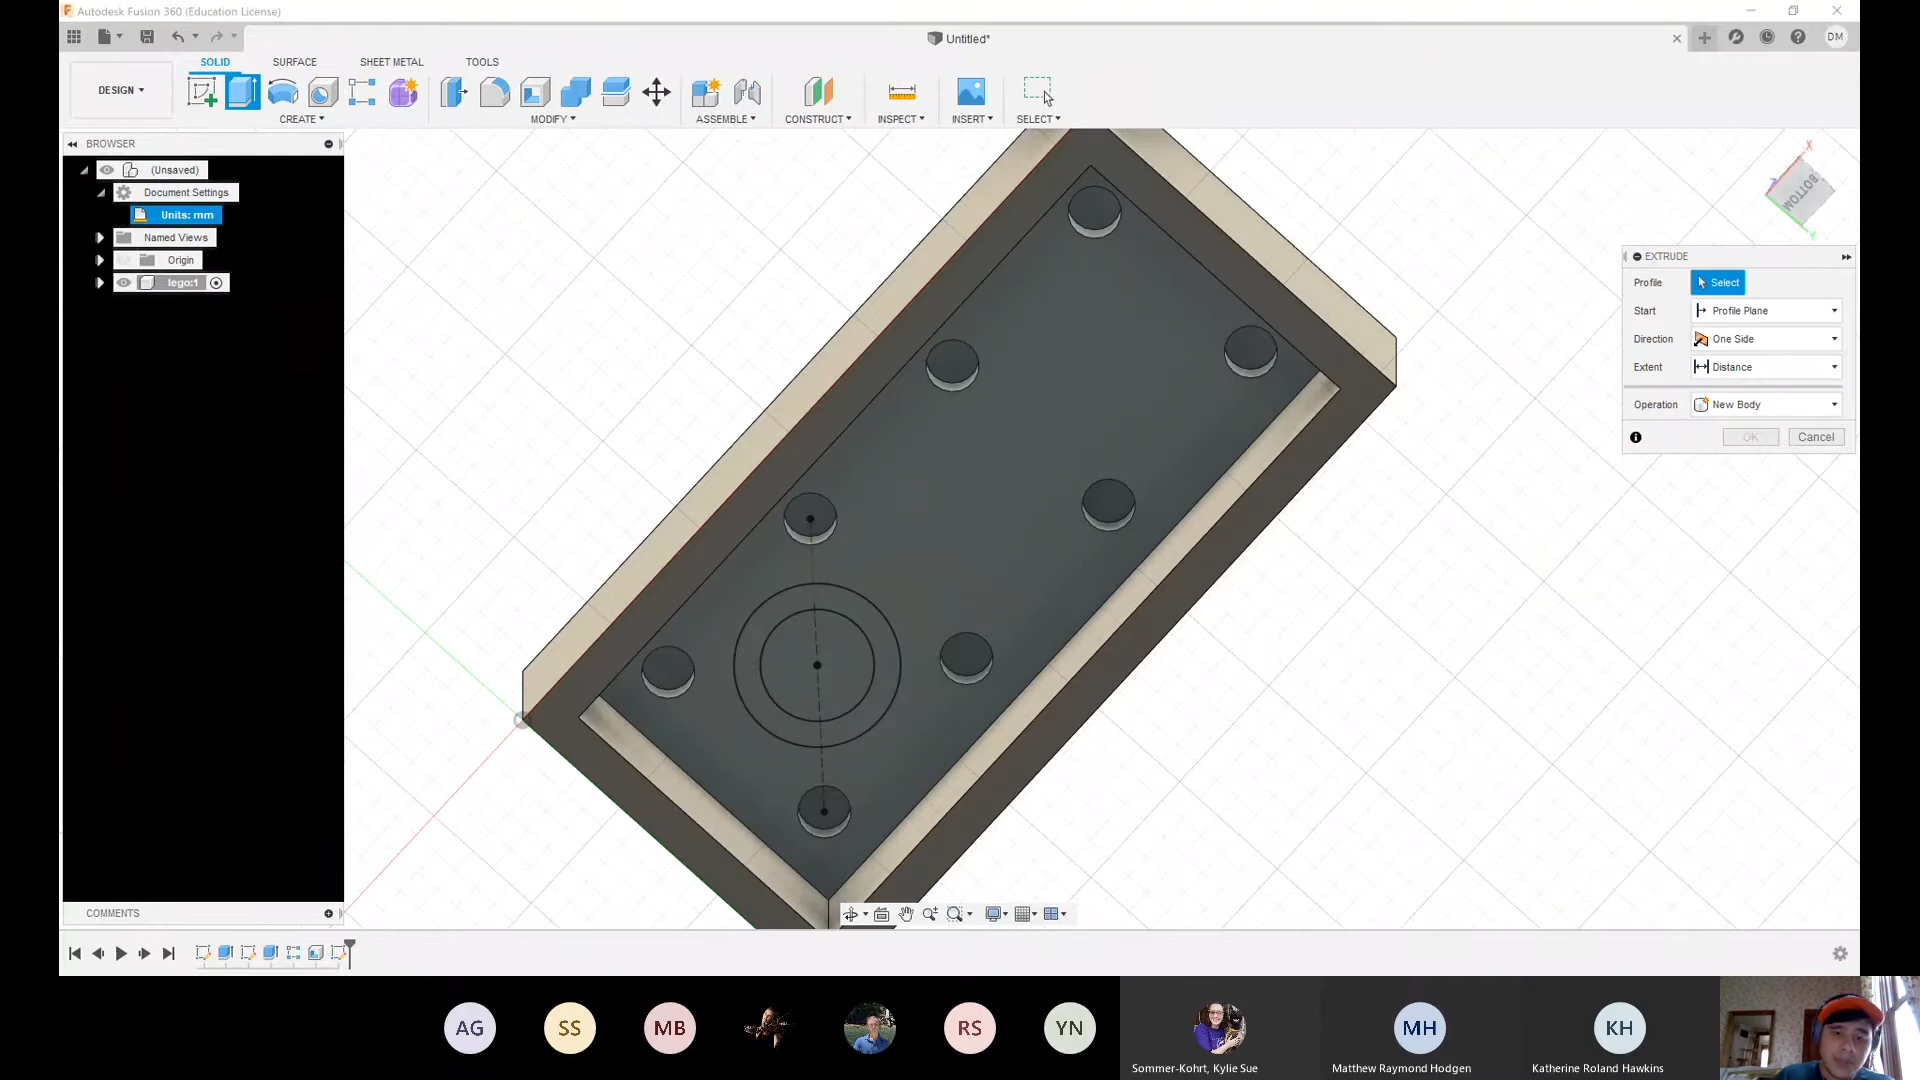 Autodesk Fusion 360 (Education License)
Untitled*
DM
DESIGN
SOLID
SURFACE
SHEET METAL
TOOLS
CREATE
MODIFY
ASSEMBLE
CONSTRUCT
INSPECT
INSERT
SELECT
BROWSER
(Unsaved)
Document Settings
Units: mm
Named Views
Origin
lego:1
X
BOTTOM
Y
EXTRUDE
Profile
Select
Start
Profile Plane
Direction
One Side
Extent
Distance
Operation
New Body
OK
Cancel
COMMENTS
AG
SS
MB
RS
YN
MH
KH
Sommer-Kohrt, Kylie Sue
Matthew Raymond Hodgen
Katherine Roland Hawkins